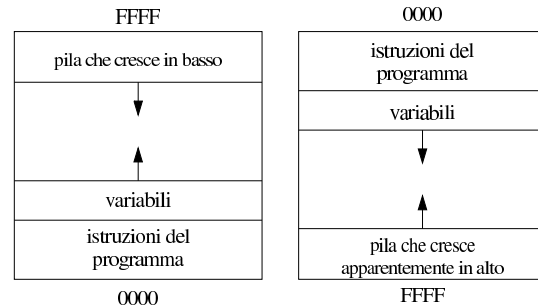 FFFF
pila che cresce in basso
variabili
istruzioni del
programma
0000
0000
istruzioni del
programma
variabili
pila che cresce
apparentemente in alto
FFFF